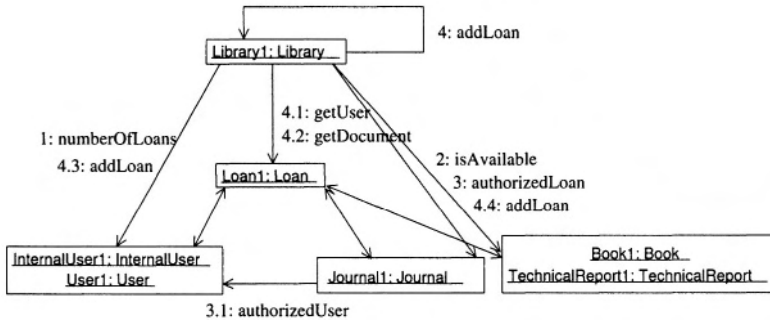 4: addLoan
Library1: Library
4.1: getUser
1: numberOfLoans
4.2: getDocument
4.3: addLoan
2: isAvailable
3: authorizedLoan
4.4: addLoan
Loan1: Loan
InternalUser1: InternalUser
User1: User
Journal1: Journal
Book1: Book
TechnicalReport1: TechnicalReport
3.1: authorizedUser